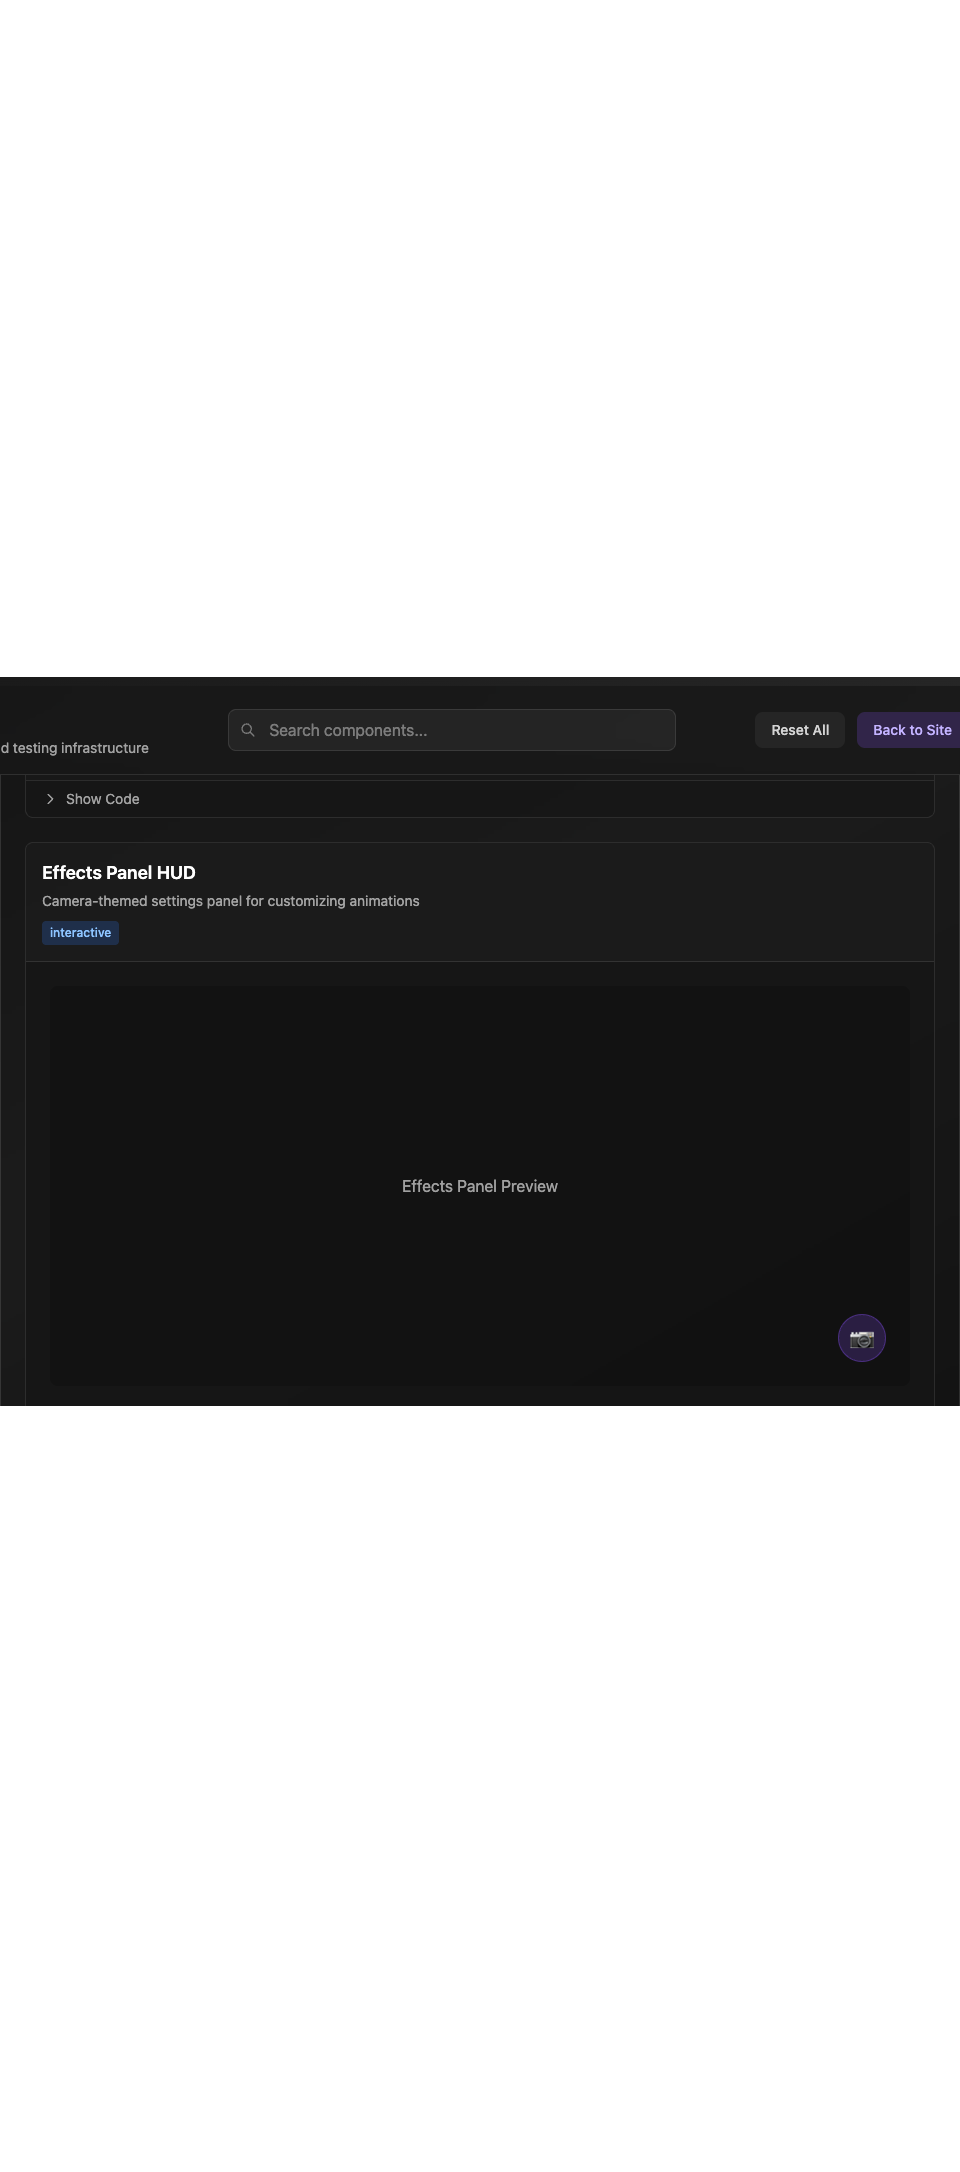 d testing infrastructure
Search components...
Reset All
Back to Site
Show Code
Effects Panel HUD
Camera-themed settings panel for customizing animations
interactive
Effects Panel Preview